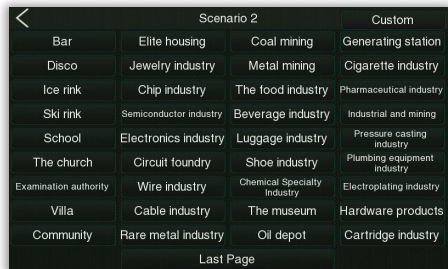 Scenario 2
Custom
Bar
Elite housing
Coal mining
Generating station
Disco
Jewelry industry
Metal mining
Cigarette industry
Ice rink
Chip industry
The food industry
Pharmaceutical industry
Ski rink
Semiconductor industry
Beverage industry
Industrial and mining
School
Electronics industry
Luggage industry
Pressure casting
industry
The church
Circuit foundry
Shoe industry
Plumbing equipment
industry
Examination authority
Wire industry
Chemical Specialty
Industry
Electroplating industry
Villa
Cable industry
The museum
Hardware products
Community
Rare metal industry
Oil depot
Cartridge industry
Last Page